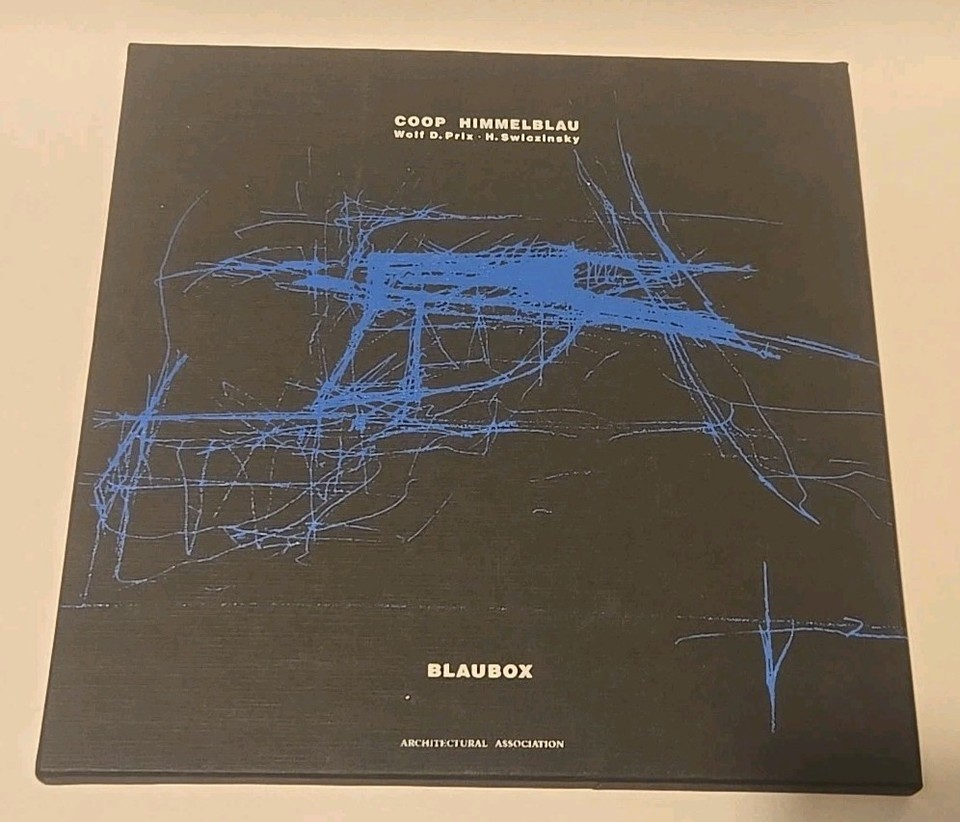 COOP HIMMELBLAU
Wolf D. Prix · H. Swiczinsky
BLAUBOX
ARCHITECTURAL ASSOCIATION